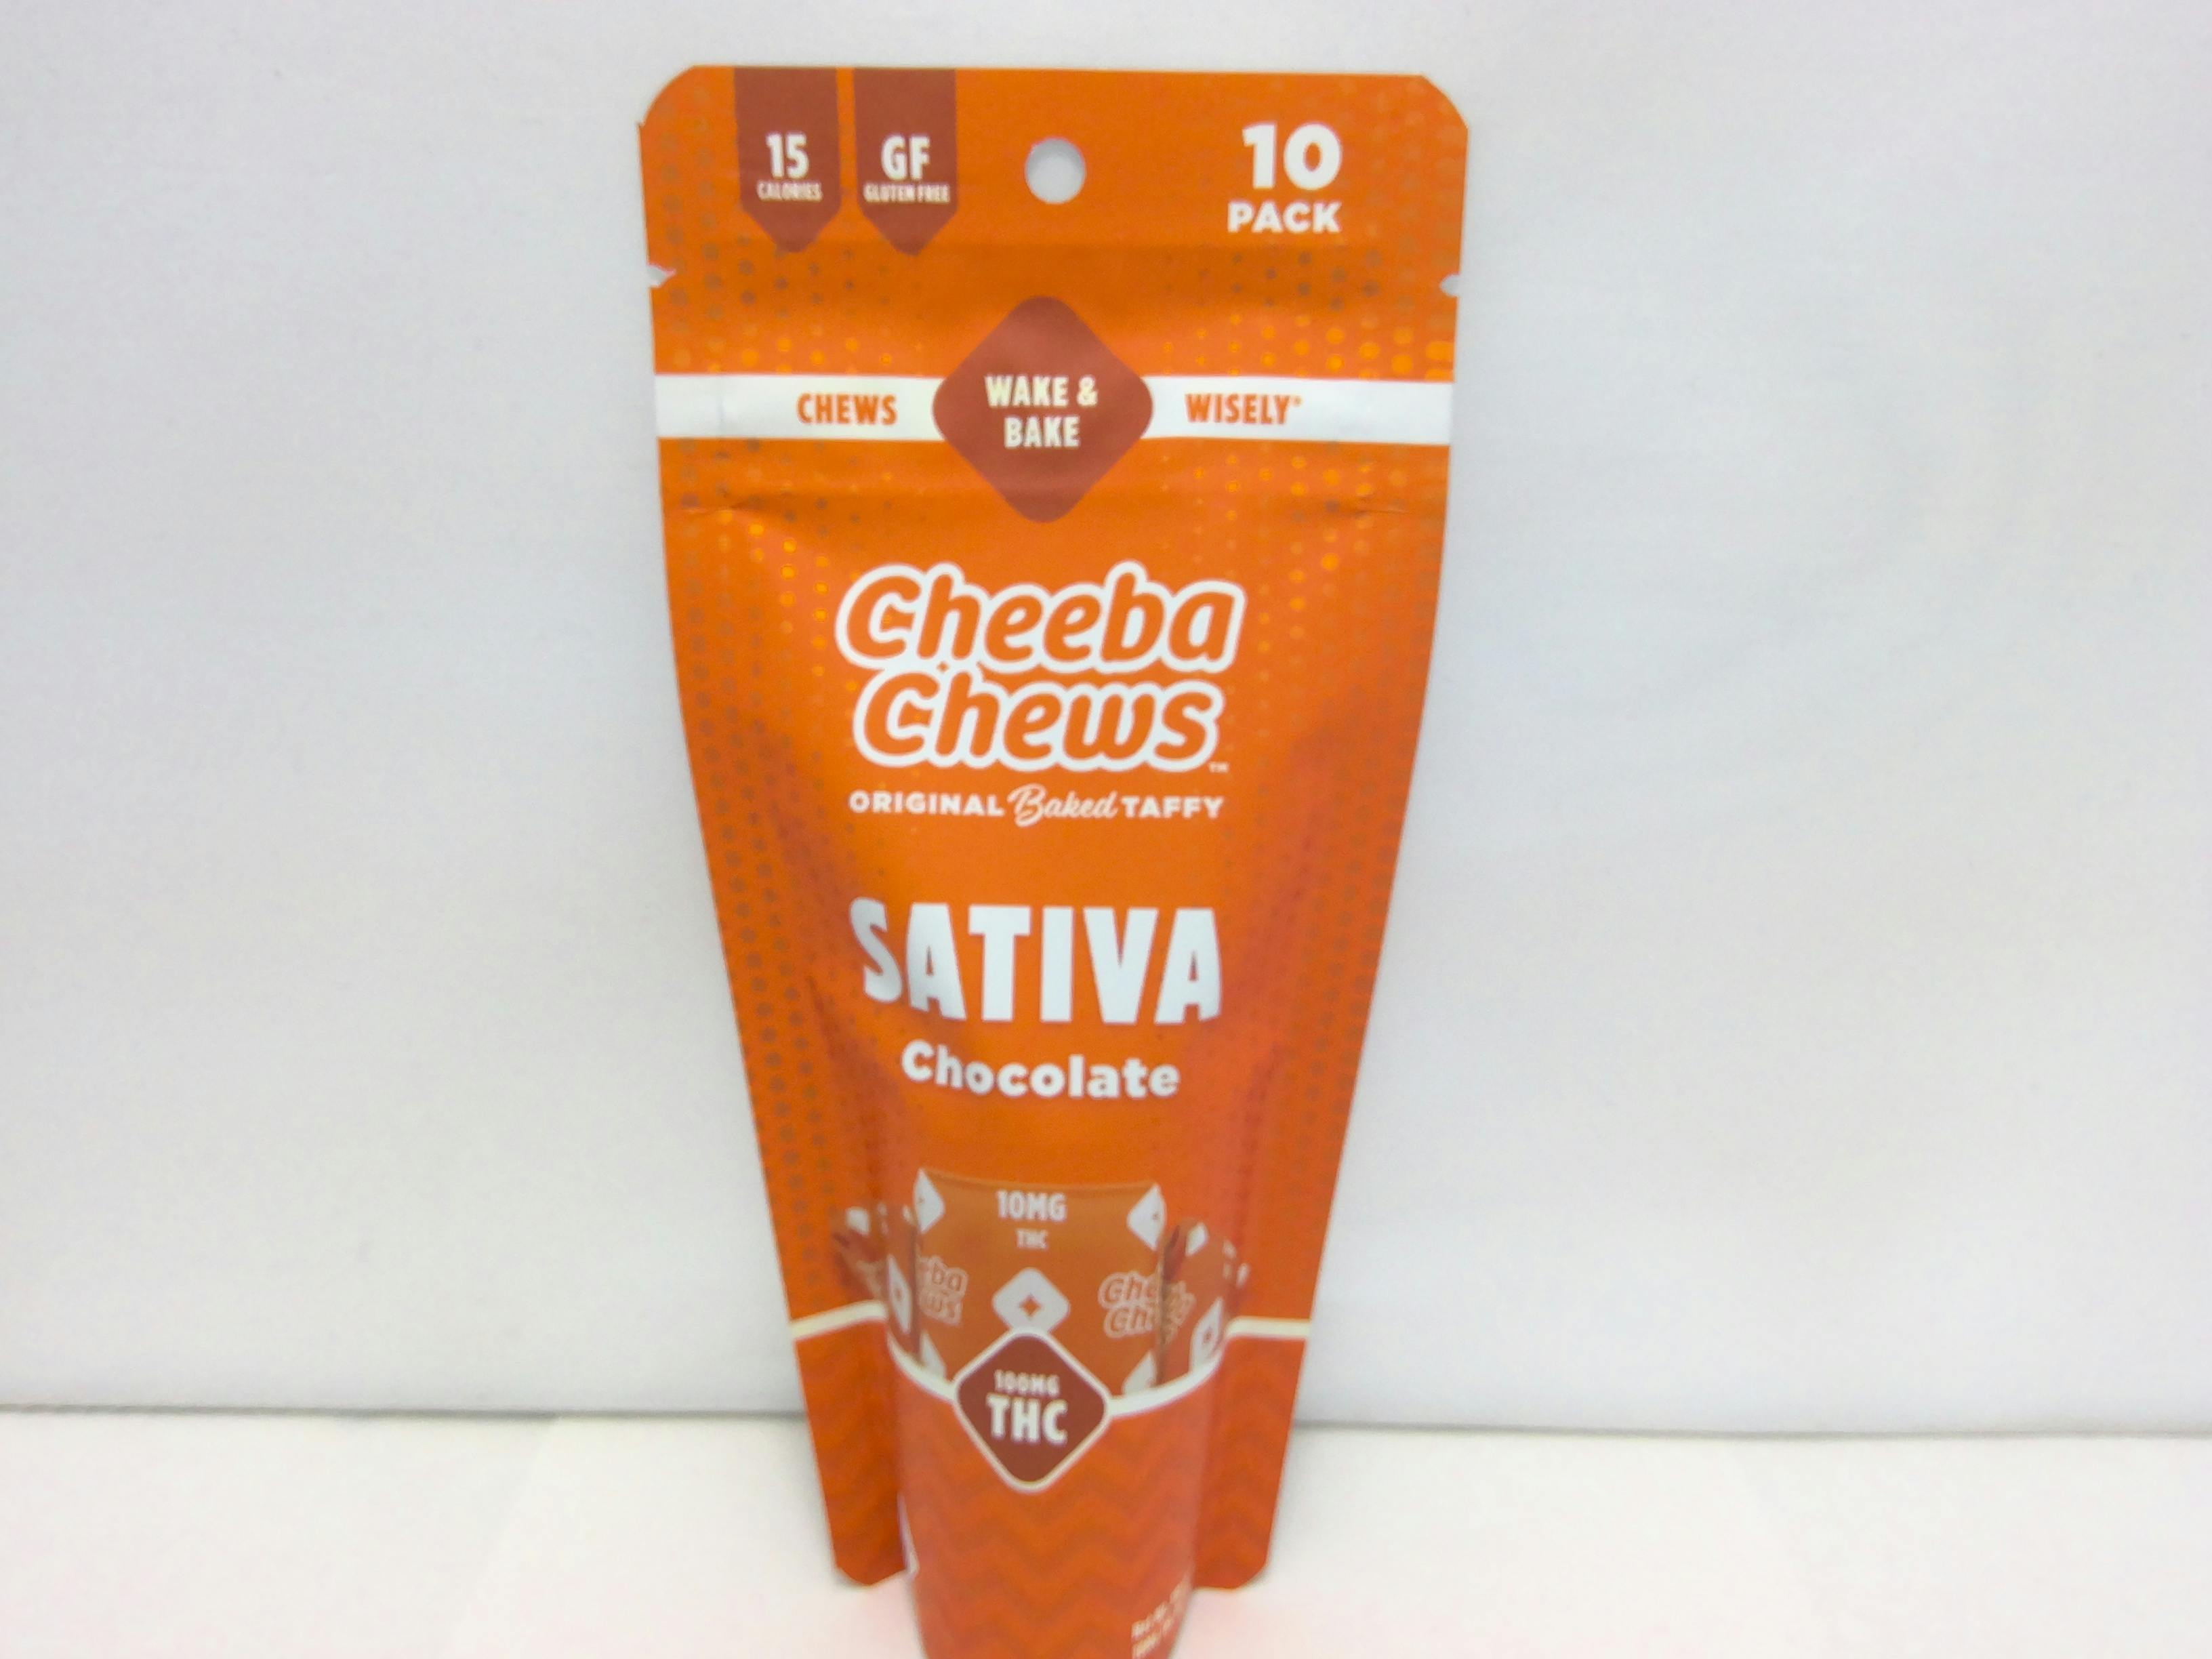 15
CALORIES
GF
GLUTEN FREE
10
PACK
CHEWS
WAKE &
BAKE
WISELY®
Cheeba
Chews™
ORIGINAL Baked TAFFY
SATIVA
Chocolate
10MG
THC
100MG
THC